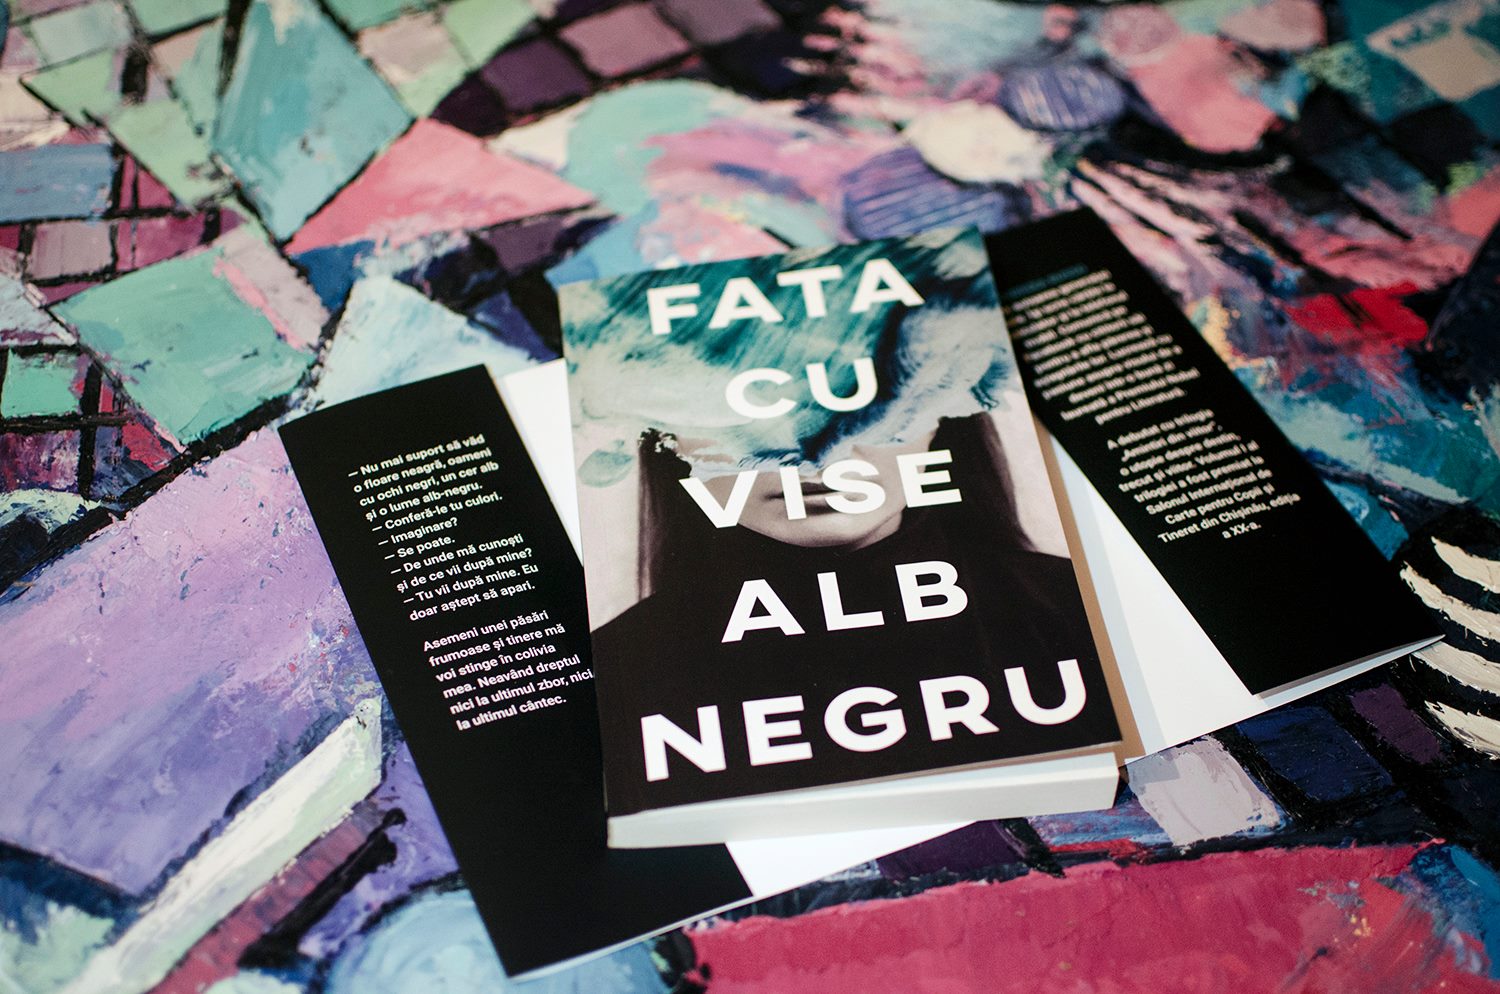 — Nu mai suport să văd
o floare neagră, oameni
cu ochi negri, un cer alb
și o lume alb-negru.
— Conferă-le tu culori.
— Imaginare?
— Se poate.
— De unde mă cunoști
și de ce vii după mine?
— Tu vii după mine. Eu
doar aștept să apari.
Asemeni unei păsări
frumoase și tinere mă
voi stinge în colivia
mea. Neavând dreptul
nici la ultimul zbor, nici
la ultimul cântec.
FATA
CU
VISE
ALB
NEGRU
pentru Literatură.
A debutat cu trilogia
„Amintiri din viitor”,
o utopie despre destin,
trecut și viitor. Volumul I al
trilogiei a fost premiat la
Salonul Internațional de
Carte pentru Copii și
Tineret din Chișinău, ediția
a XX-a.